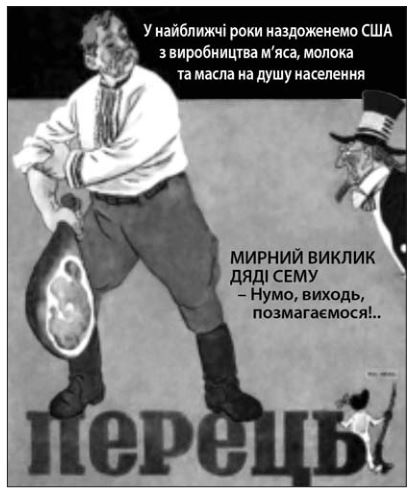 У найближчі роки наздоженемо США
з виробництва м’яса, молока
та масла на душу населення
МИРНИЙ ВИКЛИК
ДЯДІ СЕМУ
– Нумо, виходь,
позмагаємося!..
перець